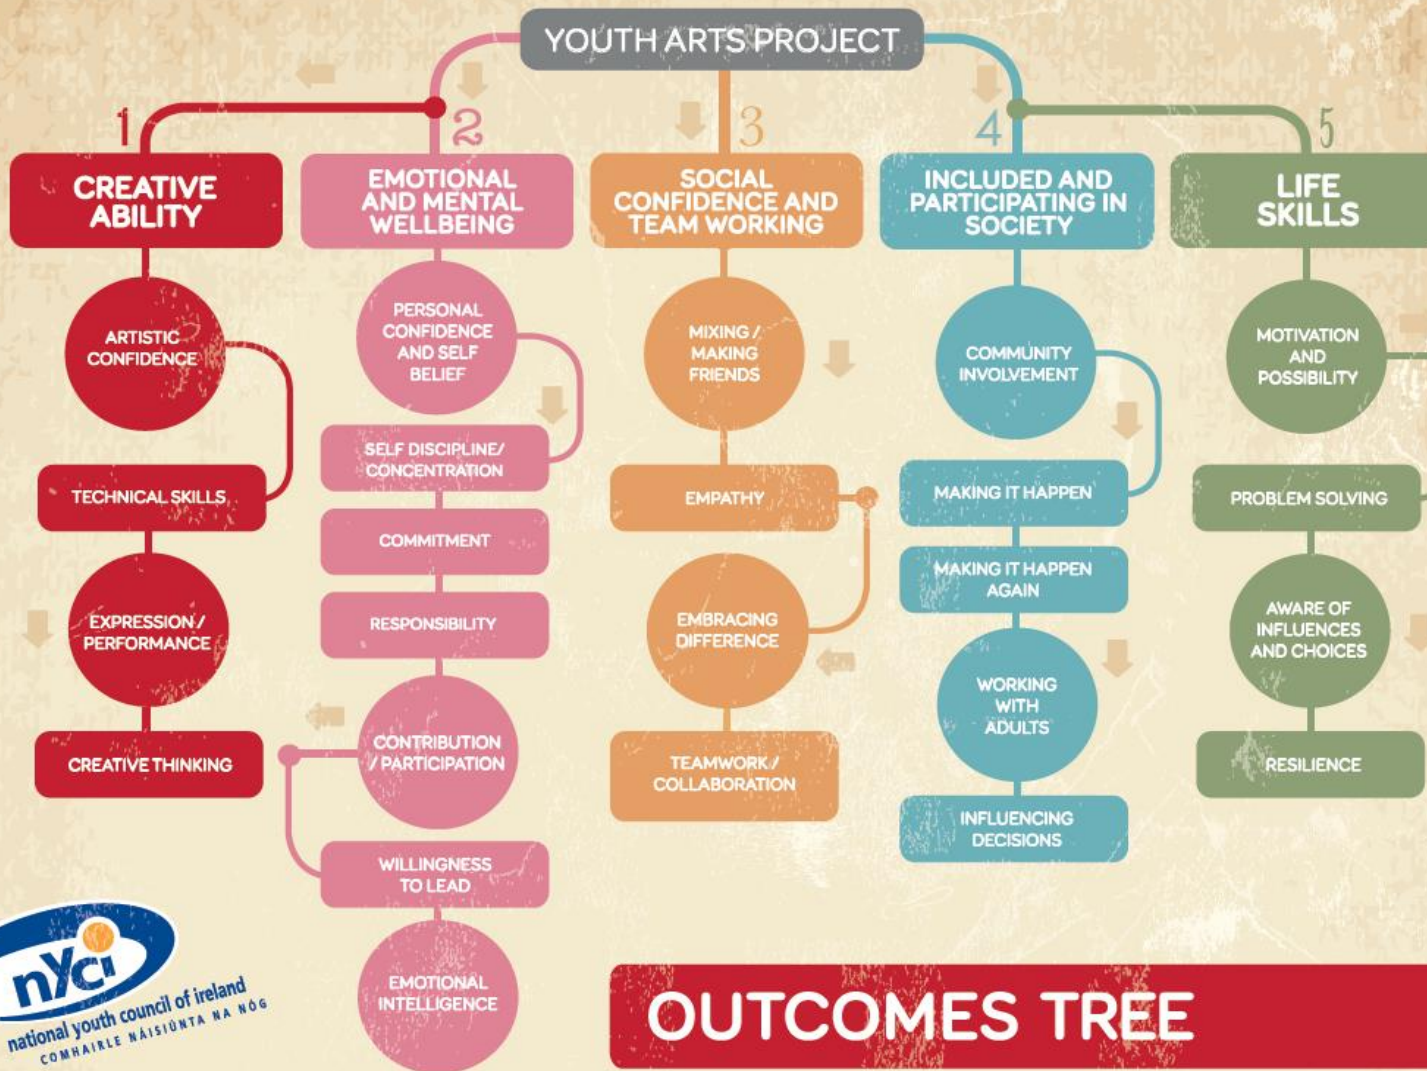 YOUTH ARTS PROJECT
1
CREATIVE
ABILITY
ARTISTIC
CONFIDENCE
TECHNICAL SKILLS
EXPRESSION /
PERFORMANCE
CREATIVE THINKING
2
EMOTIONAL
AND MENTAL
WELLBEING
PERSONAL
CONFIDENCE
AND SELF
BELIEF
SELF DISCIPLINE/
CONCENTRATION
COMMITMENT
RESPONSIBILITY
CONTRIBUTION
/ PARTICIPATION
WILLINGNESS
TO LEAD
EMOTIONAL
INTELLIGENCE
3
SOCIAL
CONFIDENCE AND
TEAM WORKING
MIXING /
MAKING
FRIENDS
EMPATHY
EMBRACING
DIFFERENCE
TEAMWORK /
COLLABORATION
4
INCLUDED AND
PARTICIPATING IN
SOCIETY
COMMUNITY
INVOLVEMENT
MAKING IT HAPPEN
MAKING IT HAPPEN
AGAIN
WORKING
WITH
ADULTS
INFLUENCING
DECISIONS
5
LIFE
SKILLS
MOTIVATION
AND
POSSIBILITY
PROBLEM SOLVING
AWARE OF
INFLUENCES
AND CHOICES
RESILIENCE
nyci
national youth council of ireland
COMHAIRLE NÁISIÚNTA NA NÓG
OUTCOMES TREE